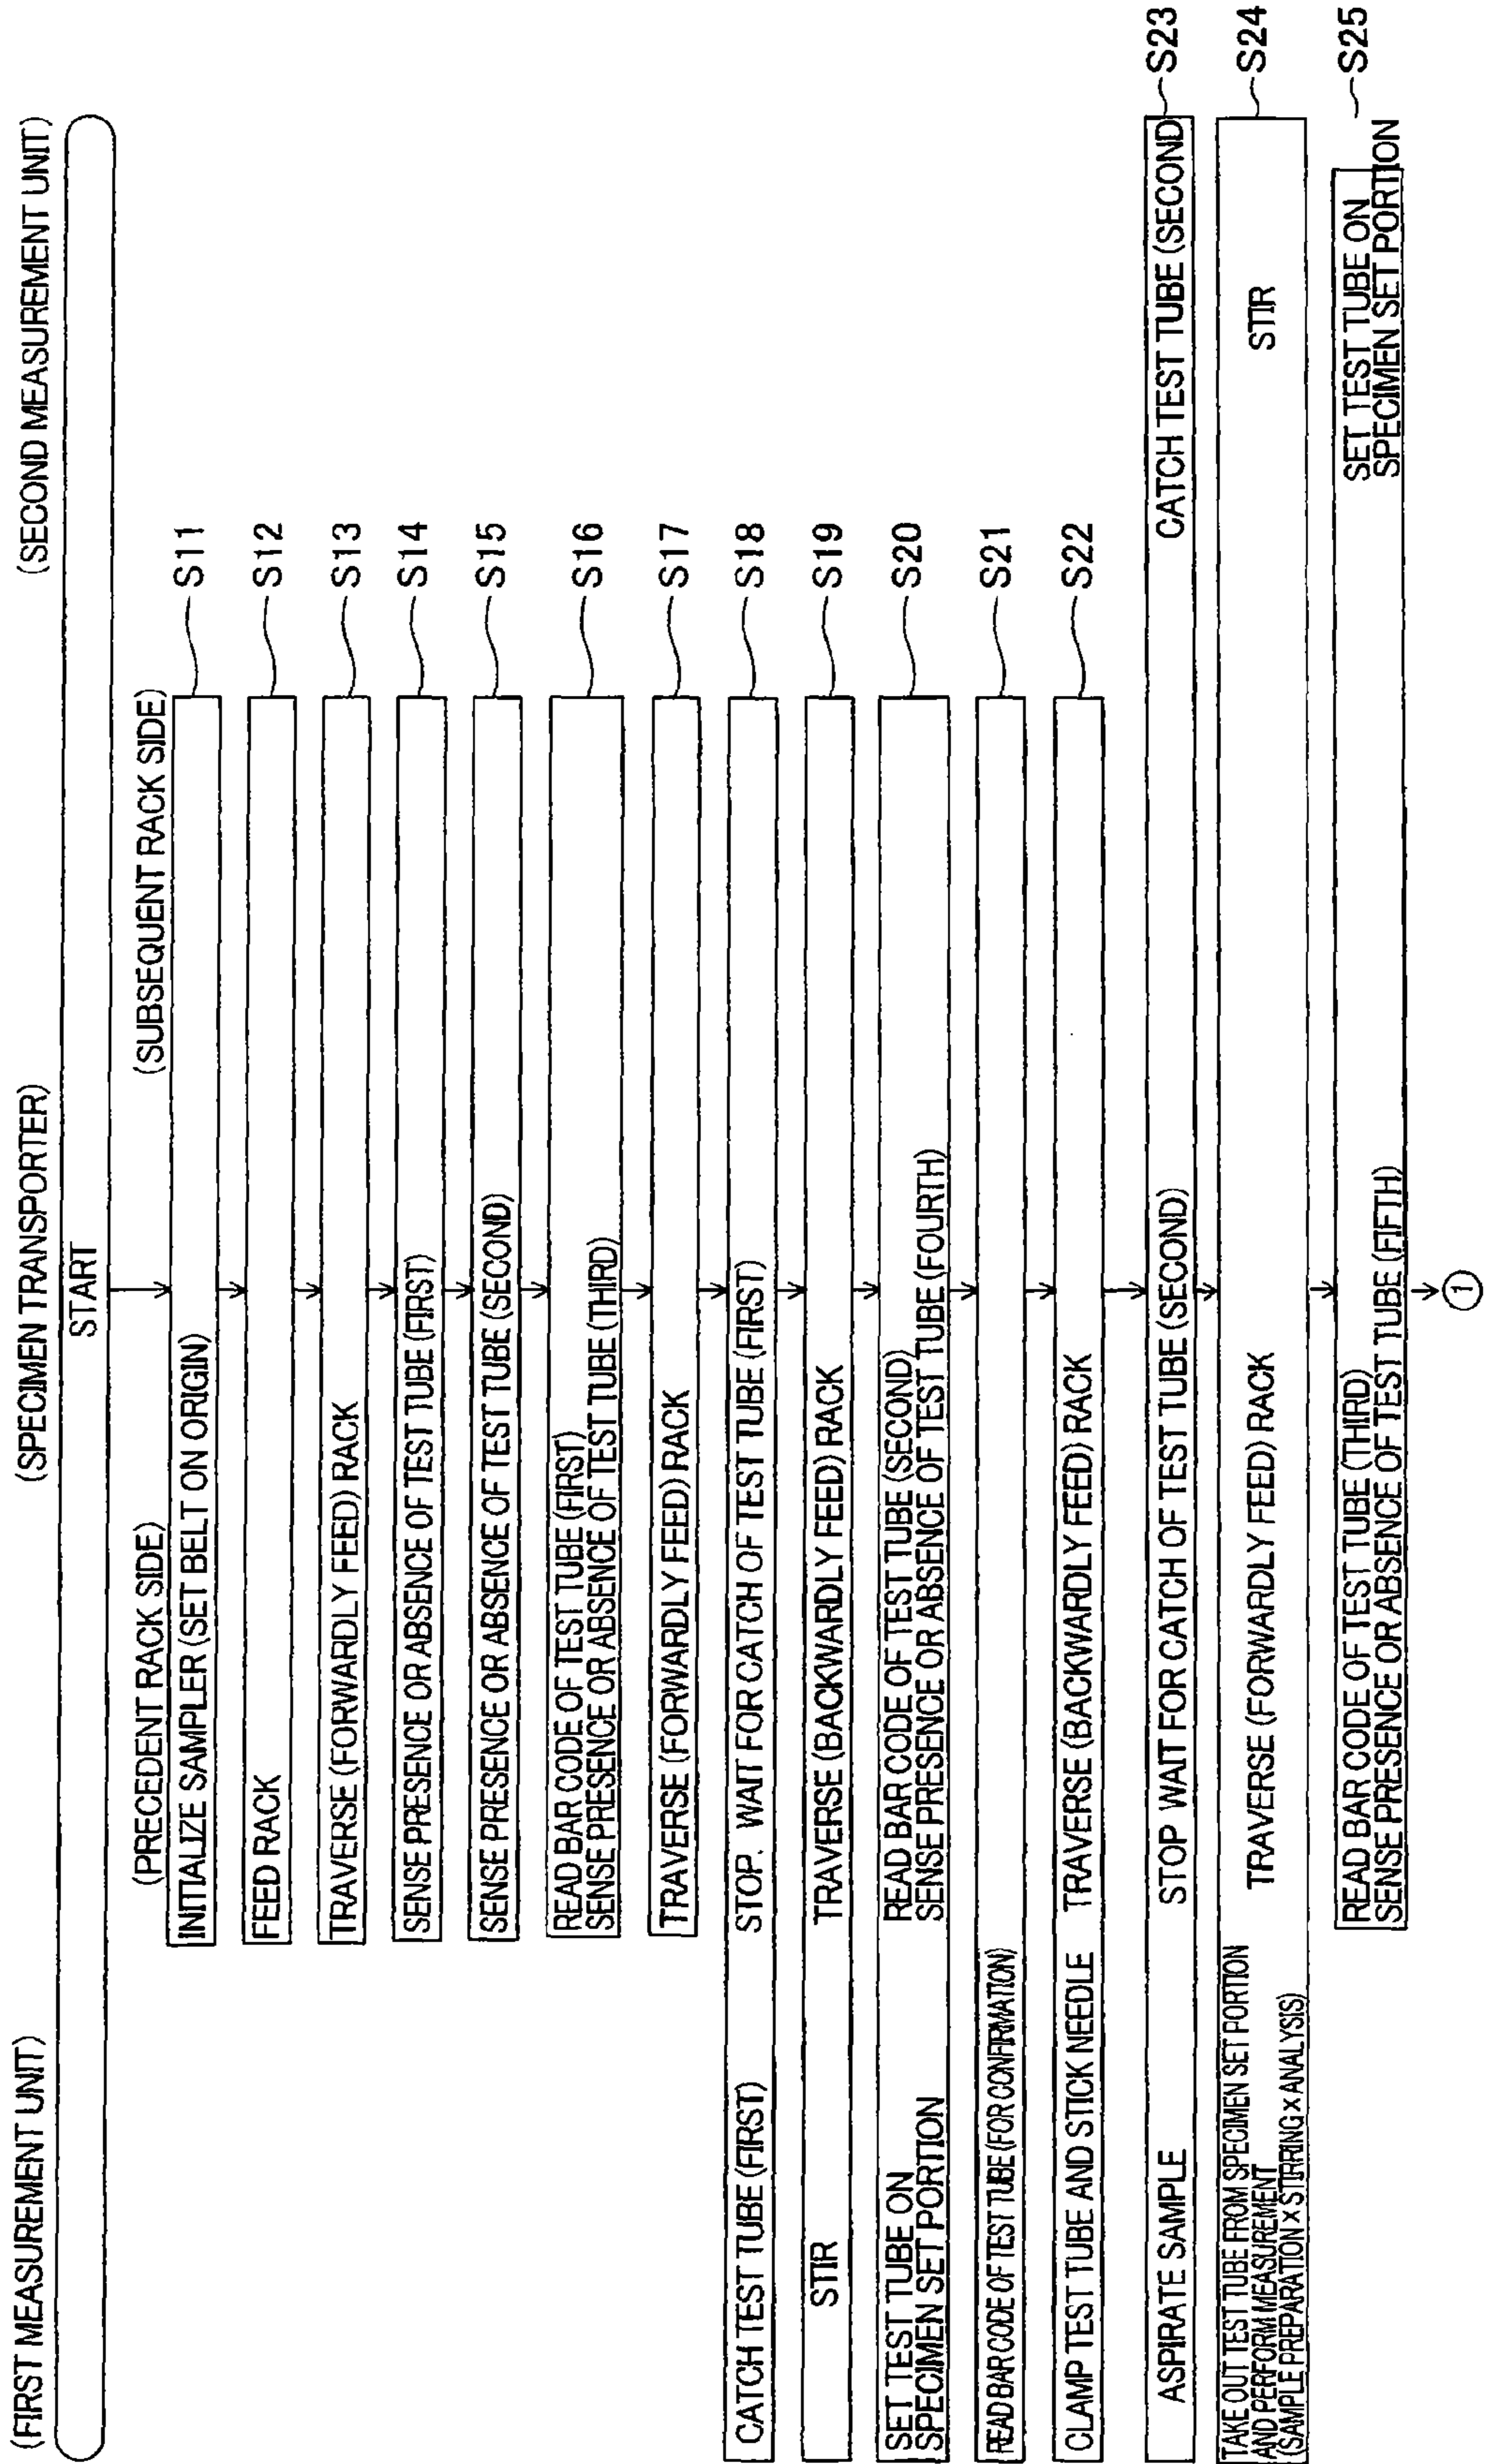 (FIRST MEASUREMENT UNIT)
(SPECIMEN TRANSPORTER)
(SECOND MEASUREMENT UNIT)
START
(PRECEDENT RACK SIDE)
(SUBSEQUENT RACK SIDE)
INITIALIZE SAMPLER (SET BELT ON ORIGIN)
S11
FEED RACK
S12
TRAVERSE (FORWARDLY FEED) RACK
S13
SENSE PRESENCE OR ABSENCE OF TEST TUBE (FIRST)
S14
SENSE PRESENCE OR ABSENCE OF TEST TUBE (SECOND)
S15
READ BAR CODE OF TEST TUBE (FIRST)
SENSE PRESENCE OR ABSENCE OF TEST TUBE (THIRD)
S16
TRAVERSE (FORWARDLY FEED) RACK
S17
CATCH TEST TUBE (FIRST)
STOP. WAIT FOR CATCH OF TEST TUBE (FIRST)
S18
STIR
TRAVERSE (BACKWARDLY FEED) RACK
S19
SET TEST TUBE ON
SPECIMEN SET PORTION
READ BAR CODE OF TEST TUBE (SECOND)
SENSE PRESENCE OR ABSENCE OF TEST TUBE (FOURTH)
S20
READ BAR CODE OF TEST TUBE (FOR CONFIRMATION)
S21
CLAMP TEST TUBE AND STICK NEEDLE
TRAVERSE (BACKWARDLY FEED) RACK
S22
ASPIRATE SAMPLE
STOP WAIT FOR CATCH OF TEST TUBE (SECOND)
CATCH TEST TUBE (SECOND)
S23
TAKE OUT TEST TUBE FROM SPECIMEN SET PORTION
AND PERFORM MEASUREMENT
(SAMPLE PREPARATION x STIRRING x ANALYSIS)
TRAVERSE (FORWARDLY FEED) RACK
STIR
S24
READ BAR CODE OF TEST TUBE (THIRD)
SENSE PRESENCE OR ABSENCE OF TEST TUBE (FIFTH)
SET TEST TUBE ON
SPECIMEN SET PORTION
S25
1